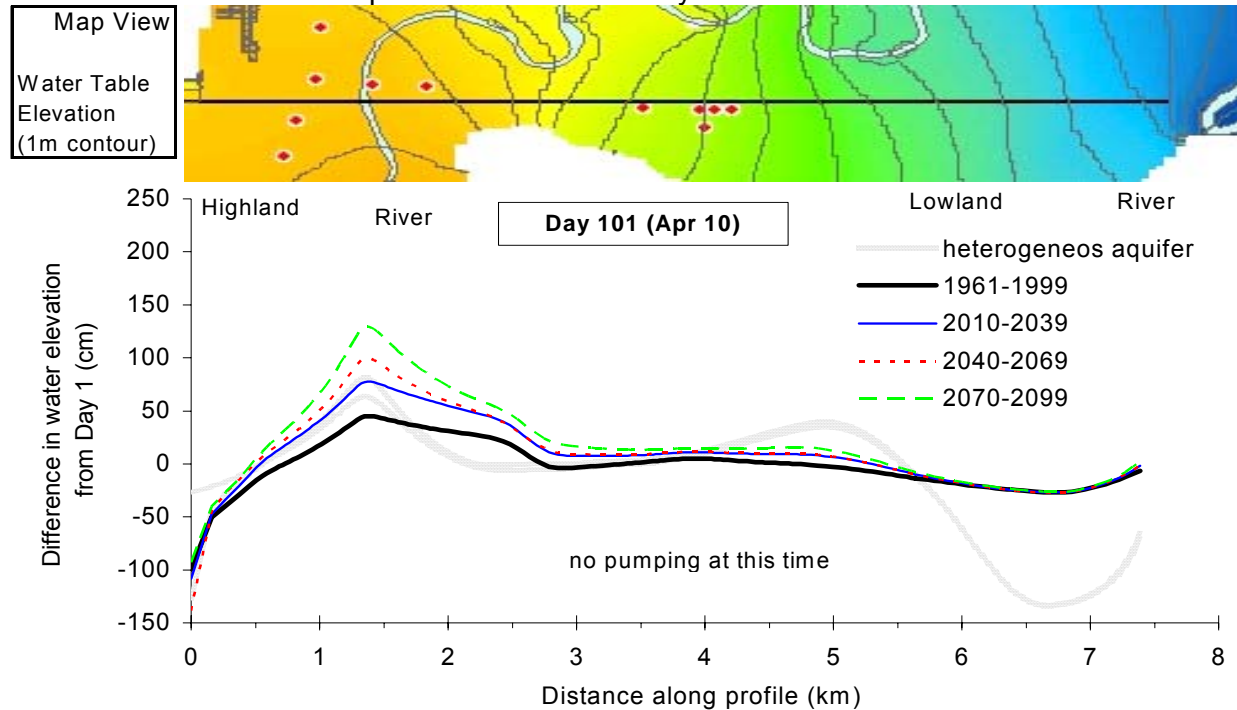 Map View
Water Table
Elevation
(1m contour)
250
200
150
100
50
0
-50
-100
-150
Difference in water elevation
from Day 1 (cm)
Highland
River
Day 101 (Apr 10)
Lowland
River
heterogeneos aquifer
1961-1999
2010-2039
2040-2069
2070-2099
no pumping at this time
0 1 2 3 4 5 6 7 8
Distance along profile (km)